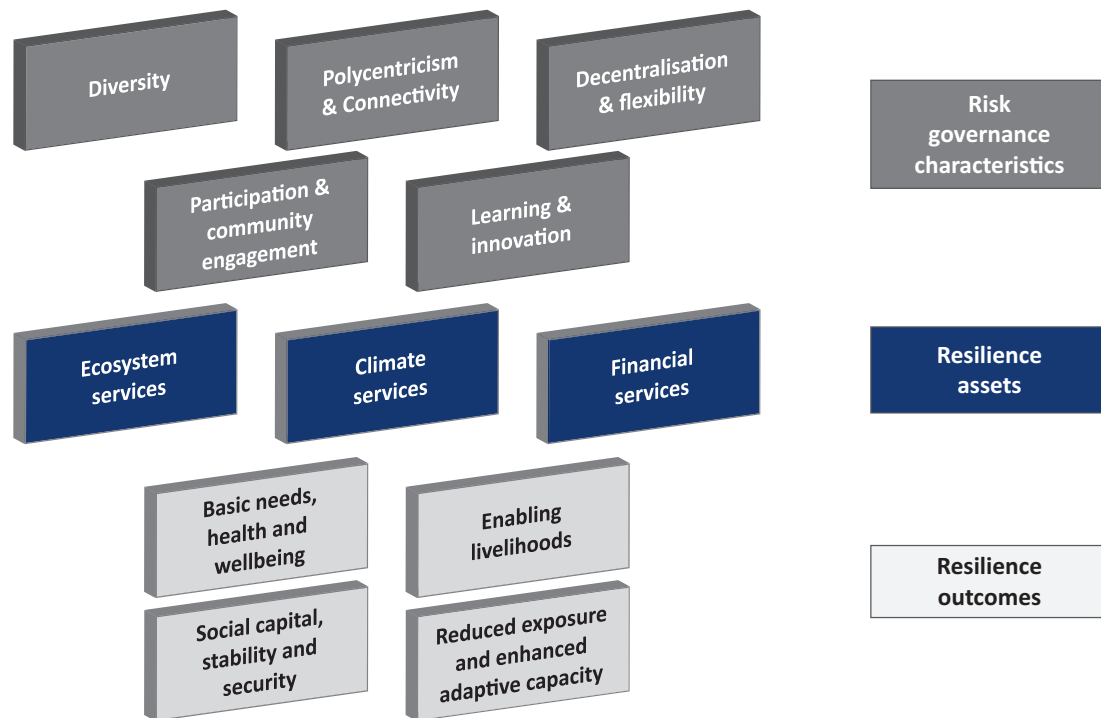 Diversity
Polycentricism
& Connectivity
Decentralisation
& flexibility
Risk
governance
characteristics
Participation &
community
engagement
Learning &
innovation
Ecosystem
services
Climate
services
Financial
services
Resilience
assets
Basic needs,
health and
wellbeing
Enabling
livelihoods
Resilience
outcomes
Social capital,
stability and
security
Reduced exposure
and enhanced
adaptive capacity